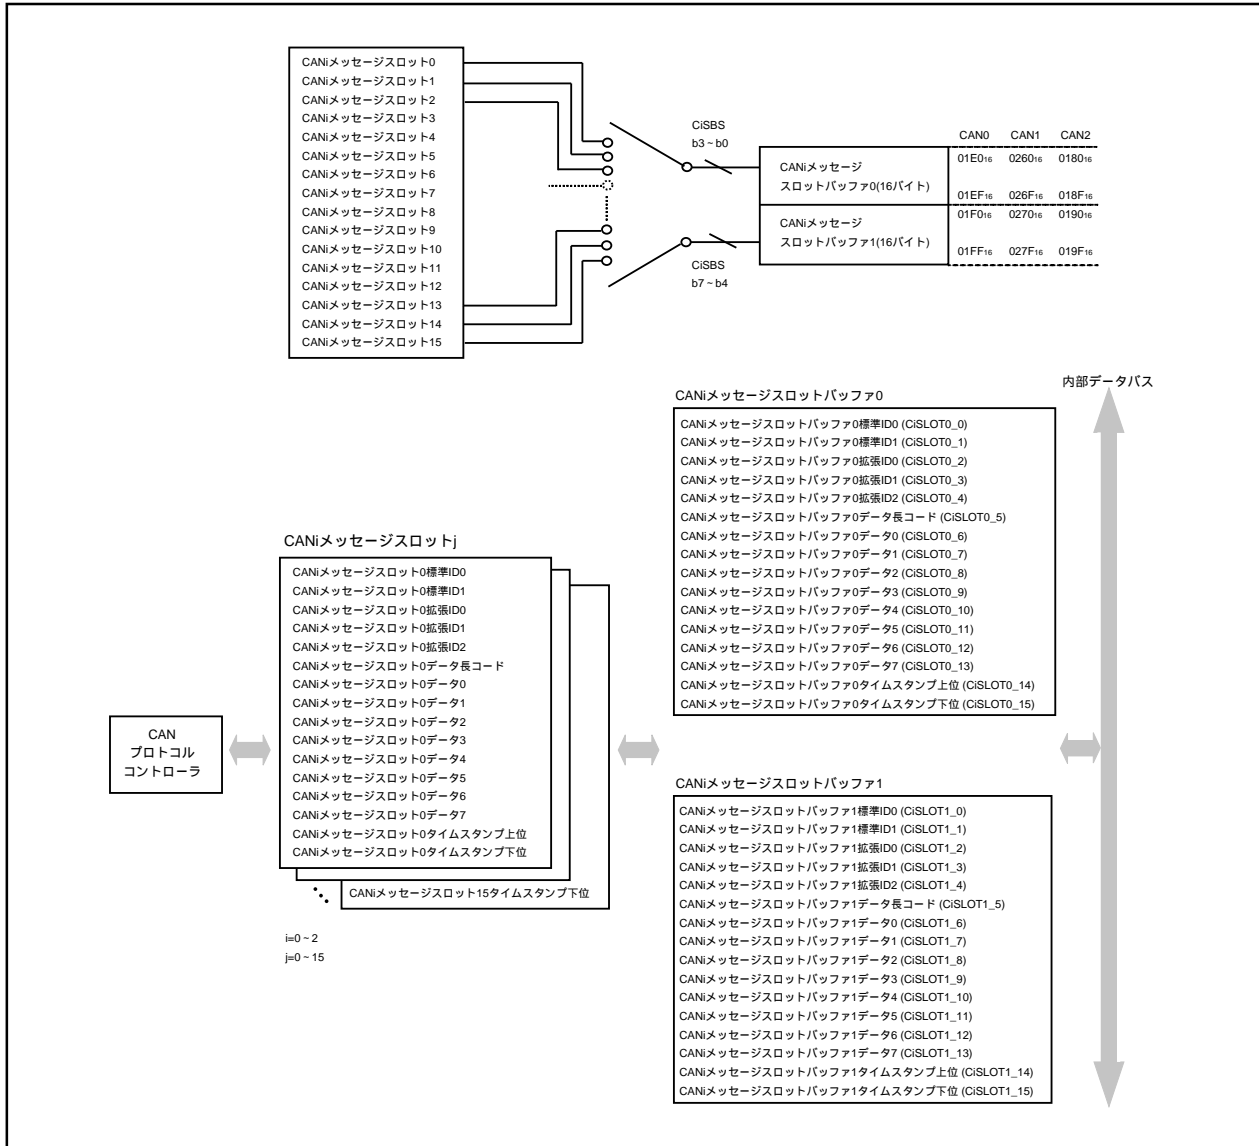 CANiメッセージスロット0
CANiメッセージスロット1
CANiメッセージスロット2
CANiメッセージスロット3
CANiメッセージスロット4
CANiメッセージスロット5
CANiメッセージスロット6
CANiメッセージスロット7
CANiメッセージスロット8
CANiメッセージスロット9
CANiメッセージスロット10
CANiメッセージスロット11
CANiメッセージスロット12
CANiメッセージスロット13
CANiメッセージスロット14
CANiメッセージスロット15
CiSBS
b3~b0
CiSBS
b7~b4
CANiメッセージ
スロットバッファ0(16バイト)
CANiメッセージ
スロットバッファ1(16バイト)
CAN0 CAN1 CAN2
01E016 026016 018016
01EF16 026F16 018F16
01F016 027016 019016
01FF16 027F16 019F16
内部データバス
CANiメッセージスロットバッファ0
CANiメッセージスロットバッファ0標準ID0 (CiSLOT0_0)
CANiメッセージスロットバッファ0標準ID1 (CiSLOT0_1)
CANiメッセージスロットバッファ0拡張ID0 (CiSLOT0_2)
CANiメッセージスロットバッファ0拡張ID1 (CiSLOT0_3)
CANiメッセージスロットバッファ0拡張ID2 (CiSLOT0_4)
CANiメッセージスロットバッファ0データ長コード (CiSLOT0_5)
CANiメッセージスロットバッファ0データ0 (CiSLOT0_6)
CANiメッセージスロットバッファ0データ1 (CiSLOT0_7)
CANiメッセージスロットバッファ0データ2 (CiSLOT0_8)
CANiメッセージスロットバッファ0データ3 (CiSLOT0_9)
CANiメッセージスロットバッファ0データ4 (CiSLOT0_10)
CANiメッセージスロットバッファ0データ5 (CiSLOT0_11)
CANiメッセージスロットバッファ0データ6 (CiSLOT0_12)
CANiメッセージスロットバッファ0データ7 (CiSLOT0_13)
CANiメッセージスロットバッファ0タイムスタンプ上位 (CiSLOT0_14)
CANiメッセージスロットバッファ0タイムスタンプ下位 (CiSLOT0_15)
CANiメッセージスロットj
CANiメッセージスロット0標準ID0
CANiメッセージスロット0標準ID1
CANiメッセージスロット0拡張ID0
CANiメッセージスロット0拡張ID1
CANiメッセージスロット0拡張ID2
CANiメッセージスロット0データ長コード
CANiメッセージスロット0データ0
CANiメッセージスロット0データ1
CANiメッセージスロット0データ2
CANiメッセージスロット0データ3
CANiメッセージスロット0データ4
CANiメッセージスロット0データ5
CANiメッセージスロット0データ6
CANiメッセージスロット0データ7
CANiメッセージスロット0タイムスタンプ上位
CANiメッセージスロット0タイムスタンプ下位
CANiメッセージスロット15タイムスタンプ下位
CAN
プロトコル
コントローラ
i=0~2
j=0~15
CANiメッセージスロットバッファ1
CANiメッセージスロットバッファ1標準ID0 (CiSLOT1_0)
CANiメッセージスロットバッファ1標準ID1 (CiSLOT1_1)
CANiメッセージスロットバッファ1拡張ID0 (CiSLOT1_2)
CANiメッセージスロットバッファ1拡張ID1 (CiSLOT1_3)
CANiメッセージスロットバッファ1拡張ID2 (CiSLOT1_4)
CANiメッセージスロットバッファ1データ長コード (CiSLOT1_5)
CANiメッセージスロットバッファ1データ0 (CiSLOT1_6)
CANiメッセージスロットバッファ1データ1 (CiSLOT1_7)
CANiメッセージスロットバッファ1データ2 (CiSLOT1_8)
CANiメッセージスロットバッファ1データ3 (CiSLOT1_9)
CANiメッセージスロットバッファ1データ4 (CiSLOT1_10)
CANiメッセージスロットバッファ1データ5 (CiSLOT1_11)
CANiメッセージスロットバッファ1データ6 (CiSLOT1_12)
CANiメッセージスロットバッファ1データ7 (CiSLOT1_13)
CANiメッセージスロットバッファ1タイムスタンプ上位 (CiSLOT1_14)
CANiメッセージスロットバッファ1タイムスタンプ下位 (CiSLOT1_15)